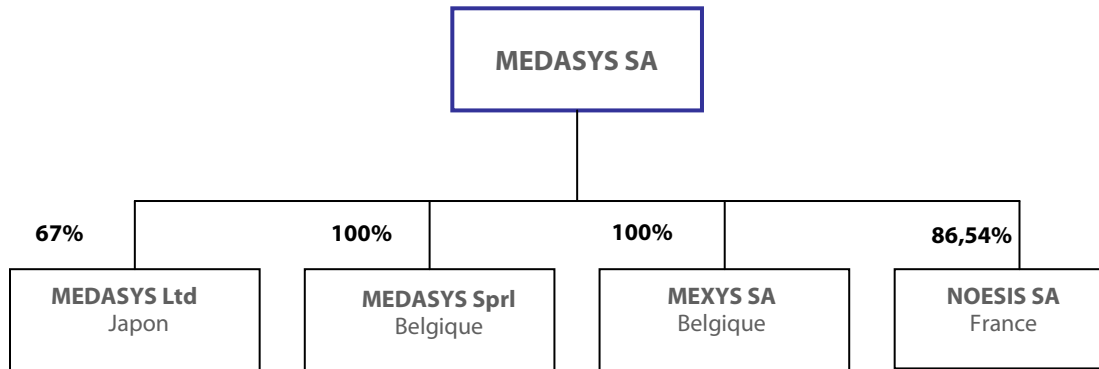 MEDASYS SA
67%
100%
100%
86,54%
MEDASYS Ltd
Japon
MEDASYS Sprl
Belgique
MEXYS SA
Belgique
NOESIS SA
France